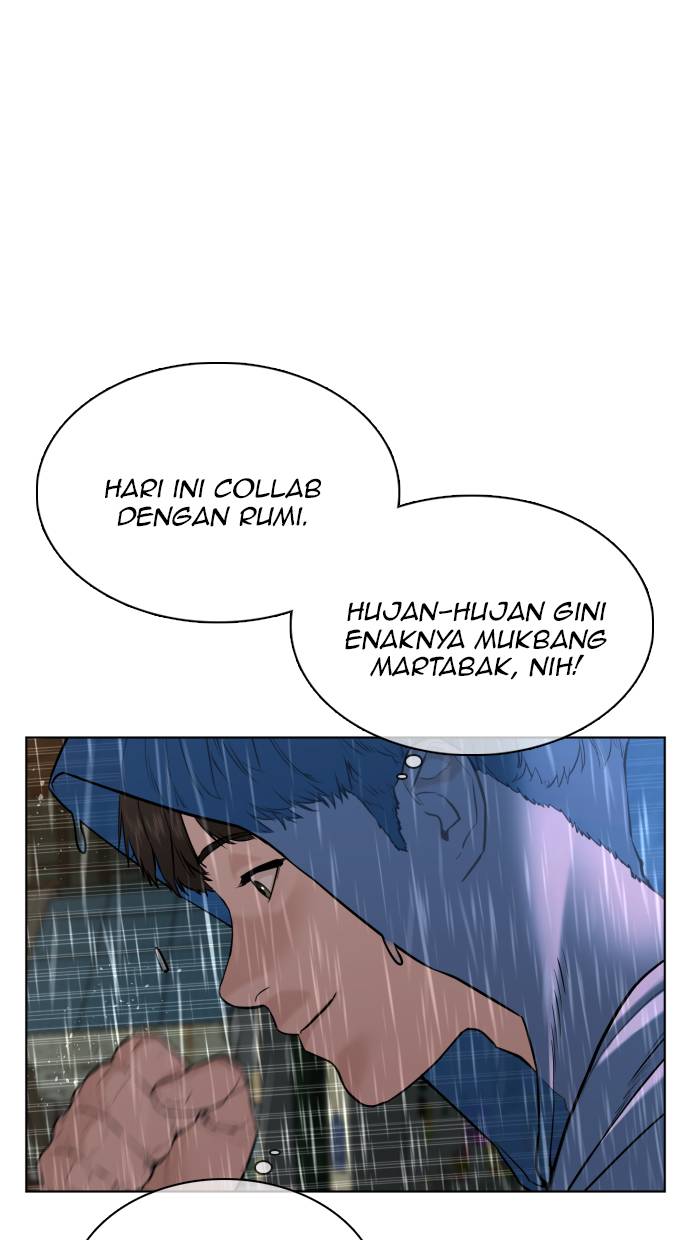 HARI INI COLLAB
DENGAN RUMI.
HUJAN-HUJAN GINI
ENAKNYA MUKBANG
MARTABAK, NIH!